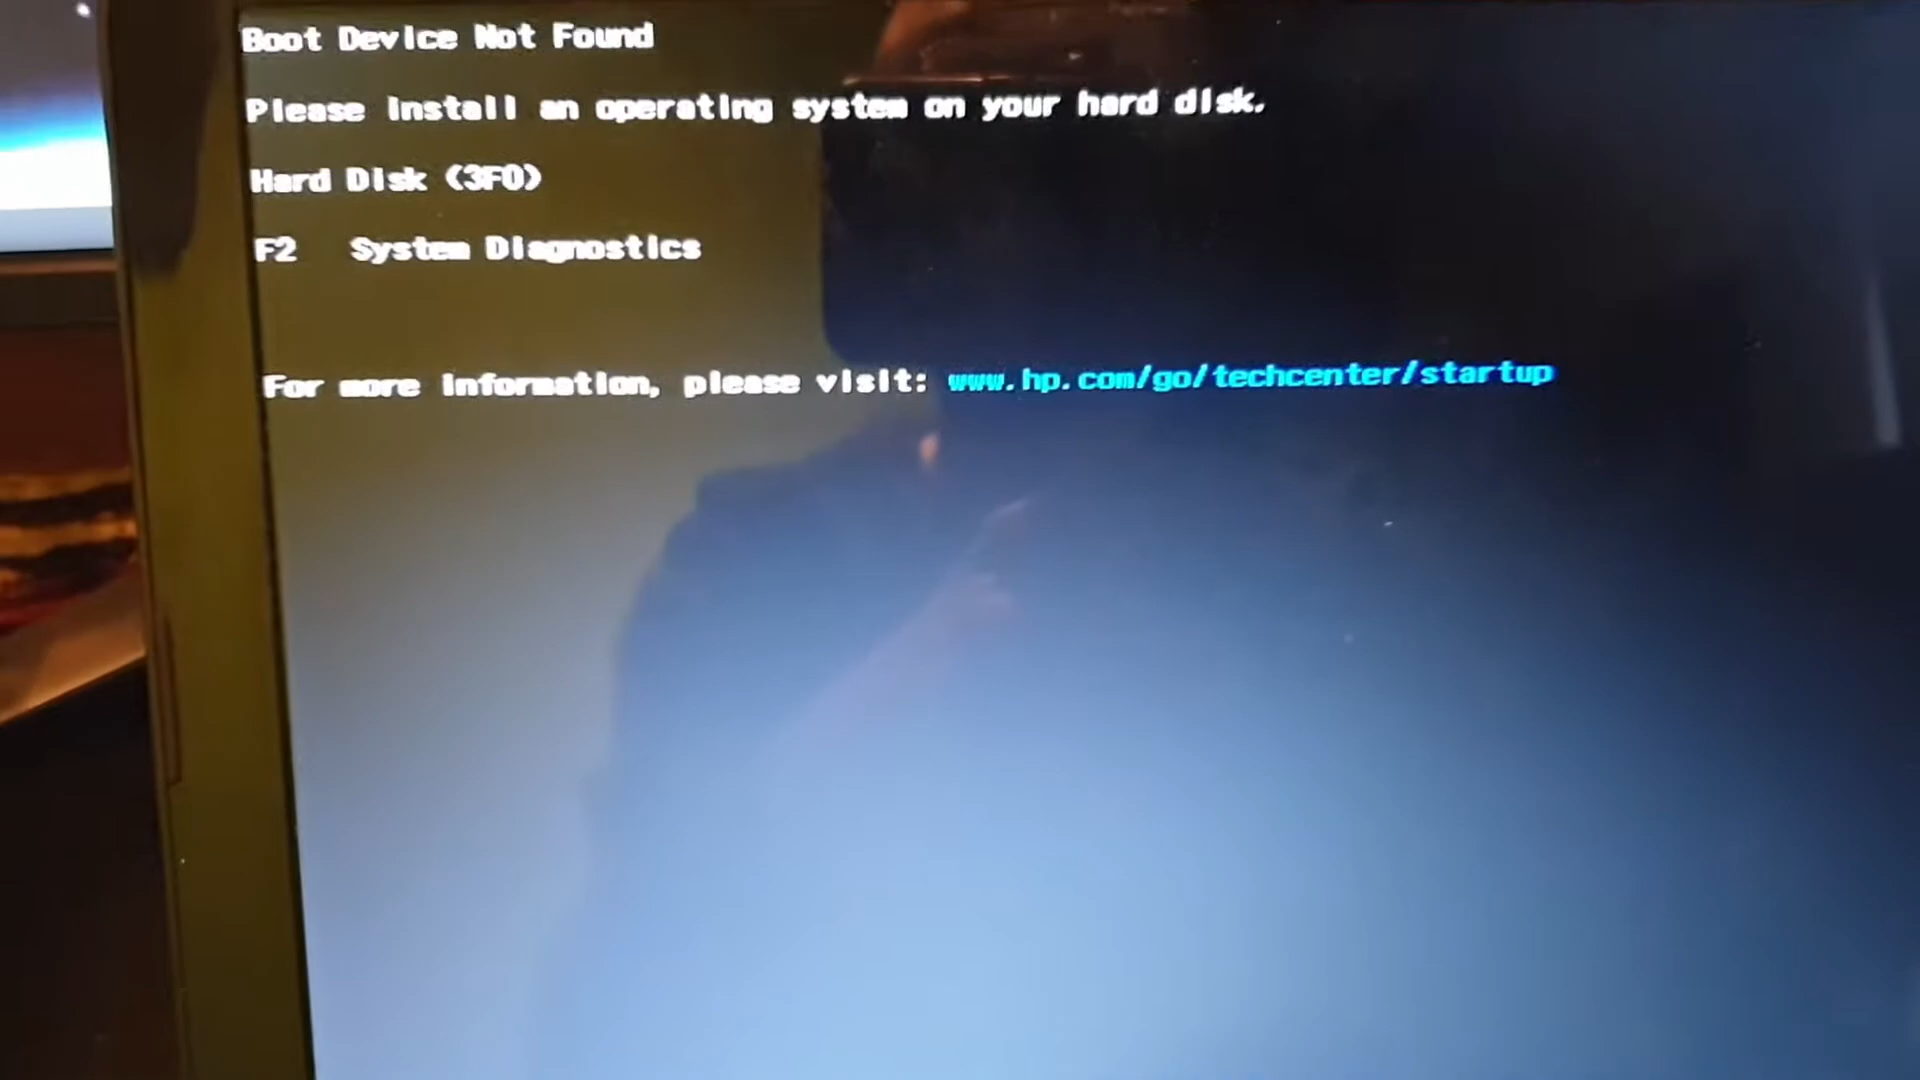 Boot Device Not Found
Please install an operating system on your hard disk.
Hard Disk (3F0)
F2 System Diagnostics
For more information, please visit: www.hp.com/go/techcenter/startup